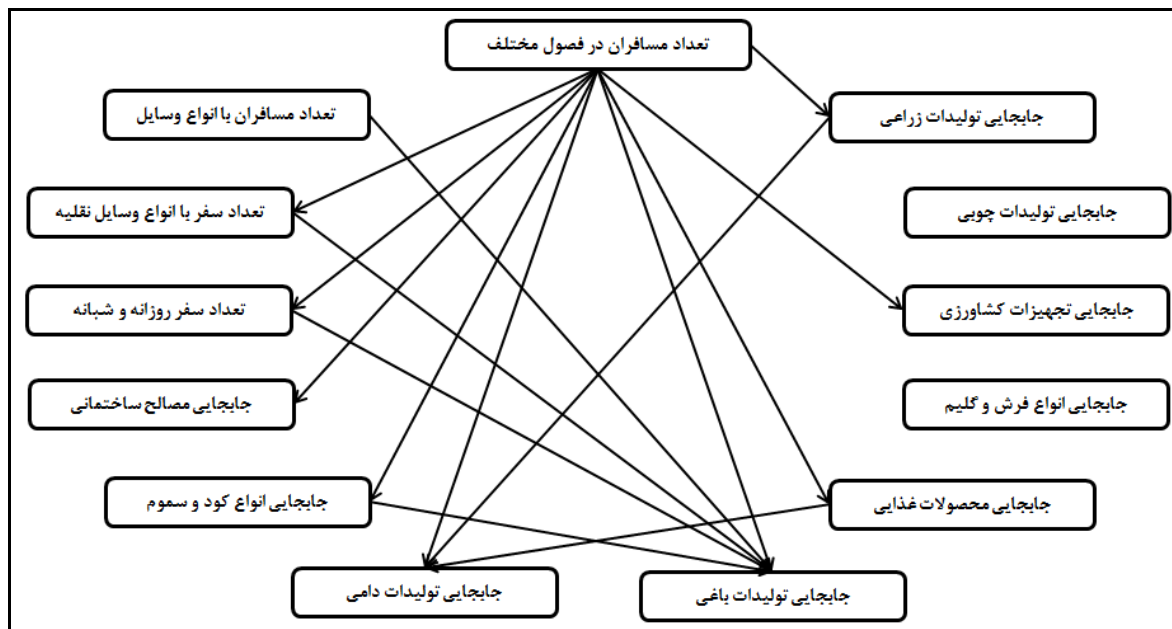 تعداد مسافران در فصول مختلف
تعداد مسافران با انواع وسایل
جابجایی تولیدات زراعی
تعداد سفر با انواع وسایل نقلیه
جابجایی تولیدات چوبی
تعداد سفر روزانه و شبانه
جابجایی تجهیزات کشاورزی
جابجایی مصالح ساختمانی
جابجایی انواع فرش و گلیم
جابجایی انواع کود و سموم
جابجایی محصولات غذایی
جابجایی تولیدات دامی
جابجایی تولیدات باغی